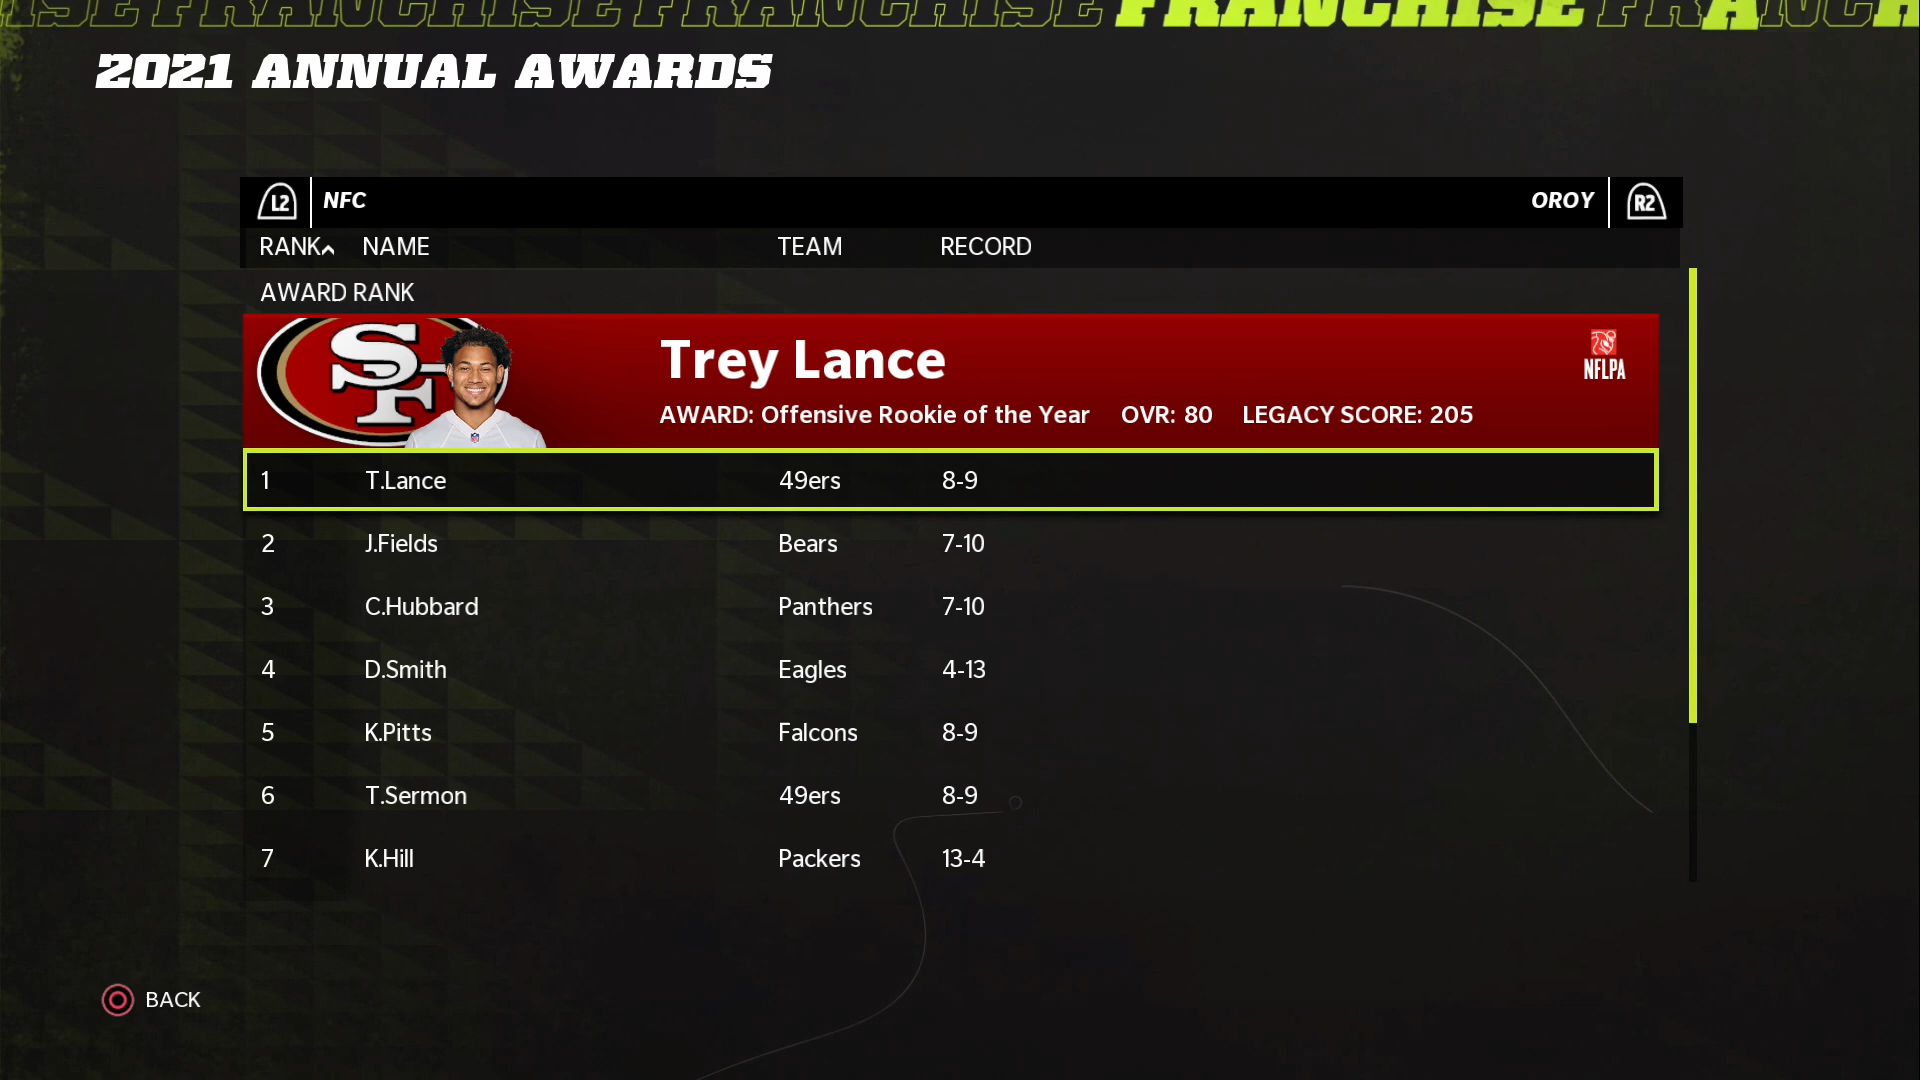 FRANCHISE FRANCHISE FRANCHISE FRANCHISE
2021 ANNUAL AWARDS
L2 NFC OROY R2
RANK NAME TEAM RECORD
AWARD RANK
SF
Trey Lance
NFLPA
AWARD: Offensive Rookie of the Year OVR: 80 LEGACY SCORE: 205
1 T.Lance 49ers 8-9
2 J.Fields Bears 7-10
3 C.Hubbard Panthers 7-10
4 D.Smith Eagles 4-13
5 K.Pitts Falcons 8-9
6 T.Sermon 49ers 8-9
7 K.Hill Packers 13-4
BACK